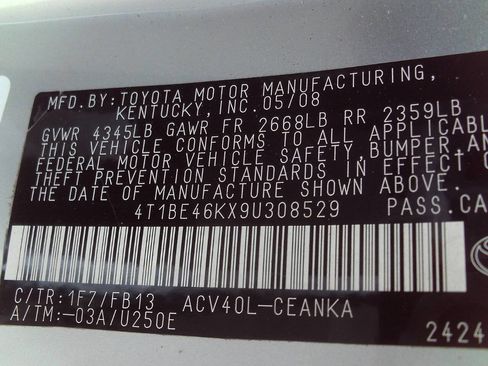 MFD.BY:TOYOTA MOTOR MANUFACTURING,
KENTUCKY, INC.05/08
GVWR 4345LB GAWR FR 2668LB RR 2359LB
THIS VEHICLE CONFORMS TO ALL APPLICABLE
FEDERAL MOTOR VEHICLE SAFETY,BUMPER,AND
THEFT PREVENTION STANDARDS IN EFFECT O
THE DATE OF MANUFACTURE SHOWN ABOVE.
4T1BE46KX9U308529 PASS.CA
C/TR:1F7/FB13 ACV40L-CEANKA
A/TM:-03A/U250E
2424